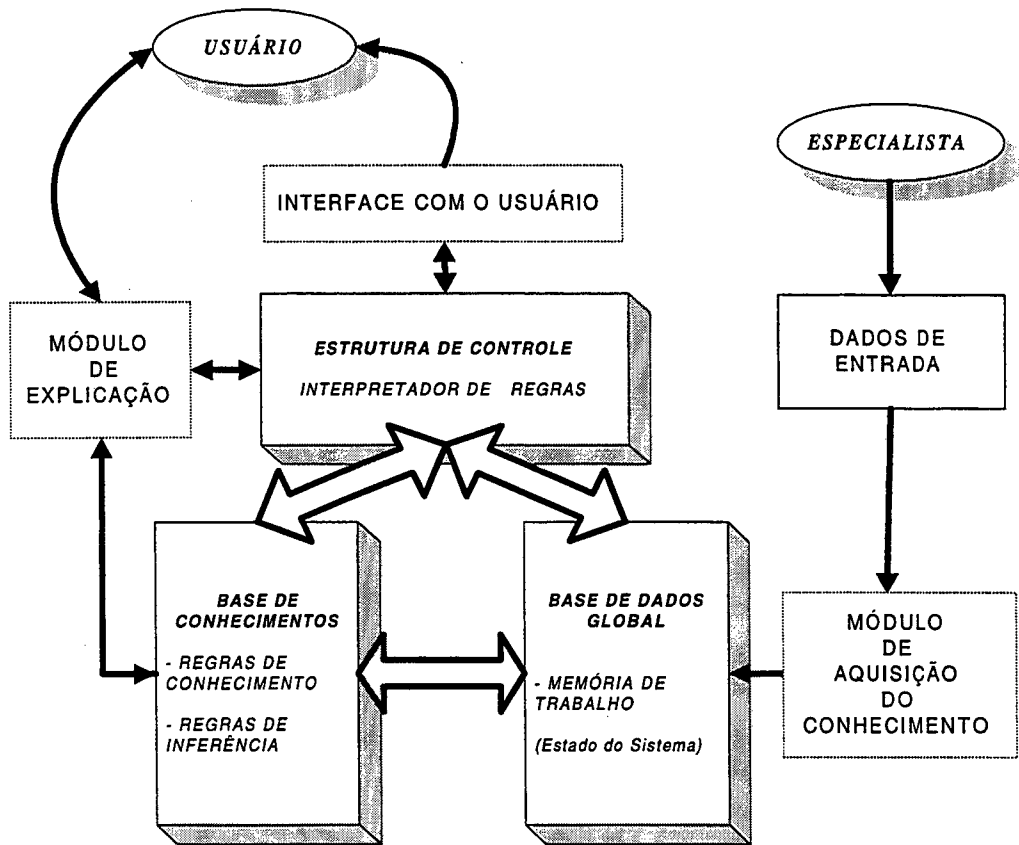 USUÁRIO
ESPECIALISTA
INTERFACE COM O USUÁRIO
MÓDULO
DE
EXPLICAÇÃO
ESTRUTURA DE CONTROLE
INTERPRETADOR DE REGRAS
DADOS DE
ENTRADA
BASE DE
CONHECIMENTOS
- REGRAS DE
CONHECIMENTO
- REGRAS DE
INFERÊNCIA
BASE DE DADOS
GLOBAL
- MEMÓRIA DE
TRABALHO
(Estado do Sistema)
MÓDULO
DE
AQUISIÇÃO
DO
CONHECIMENTO